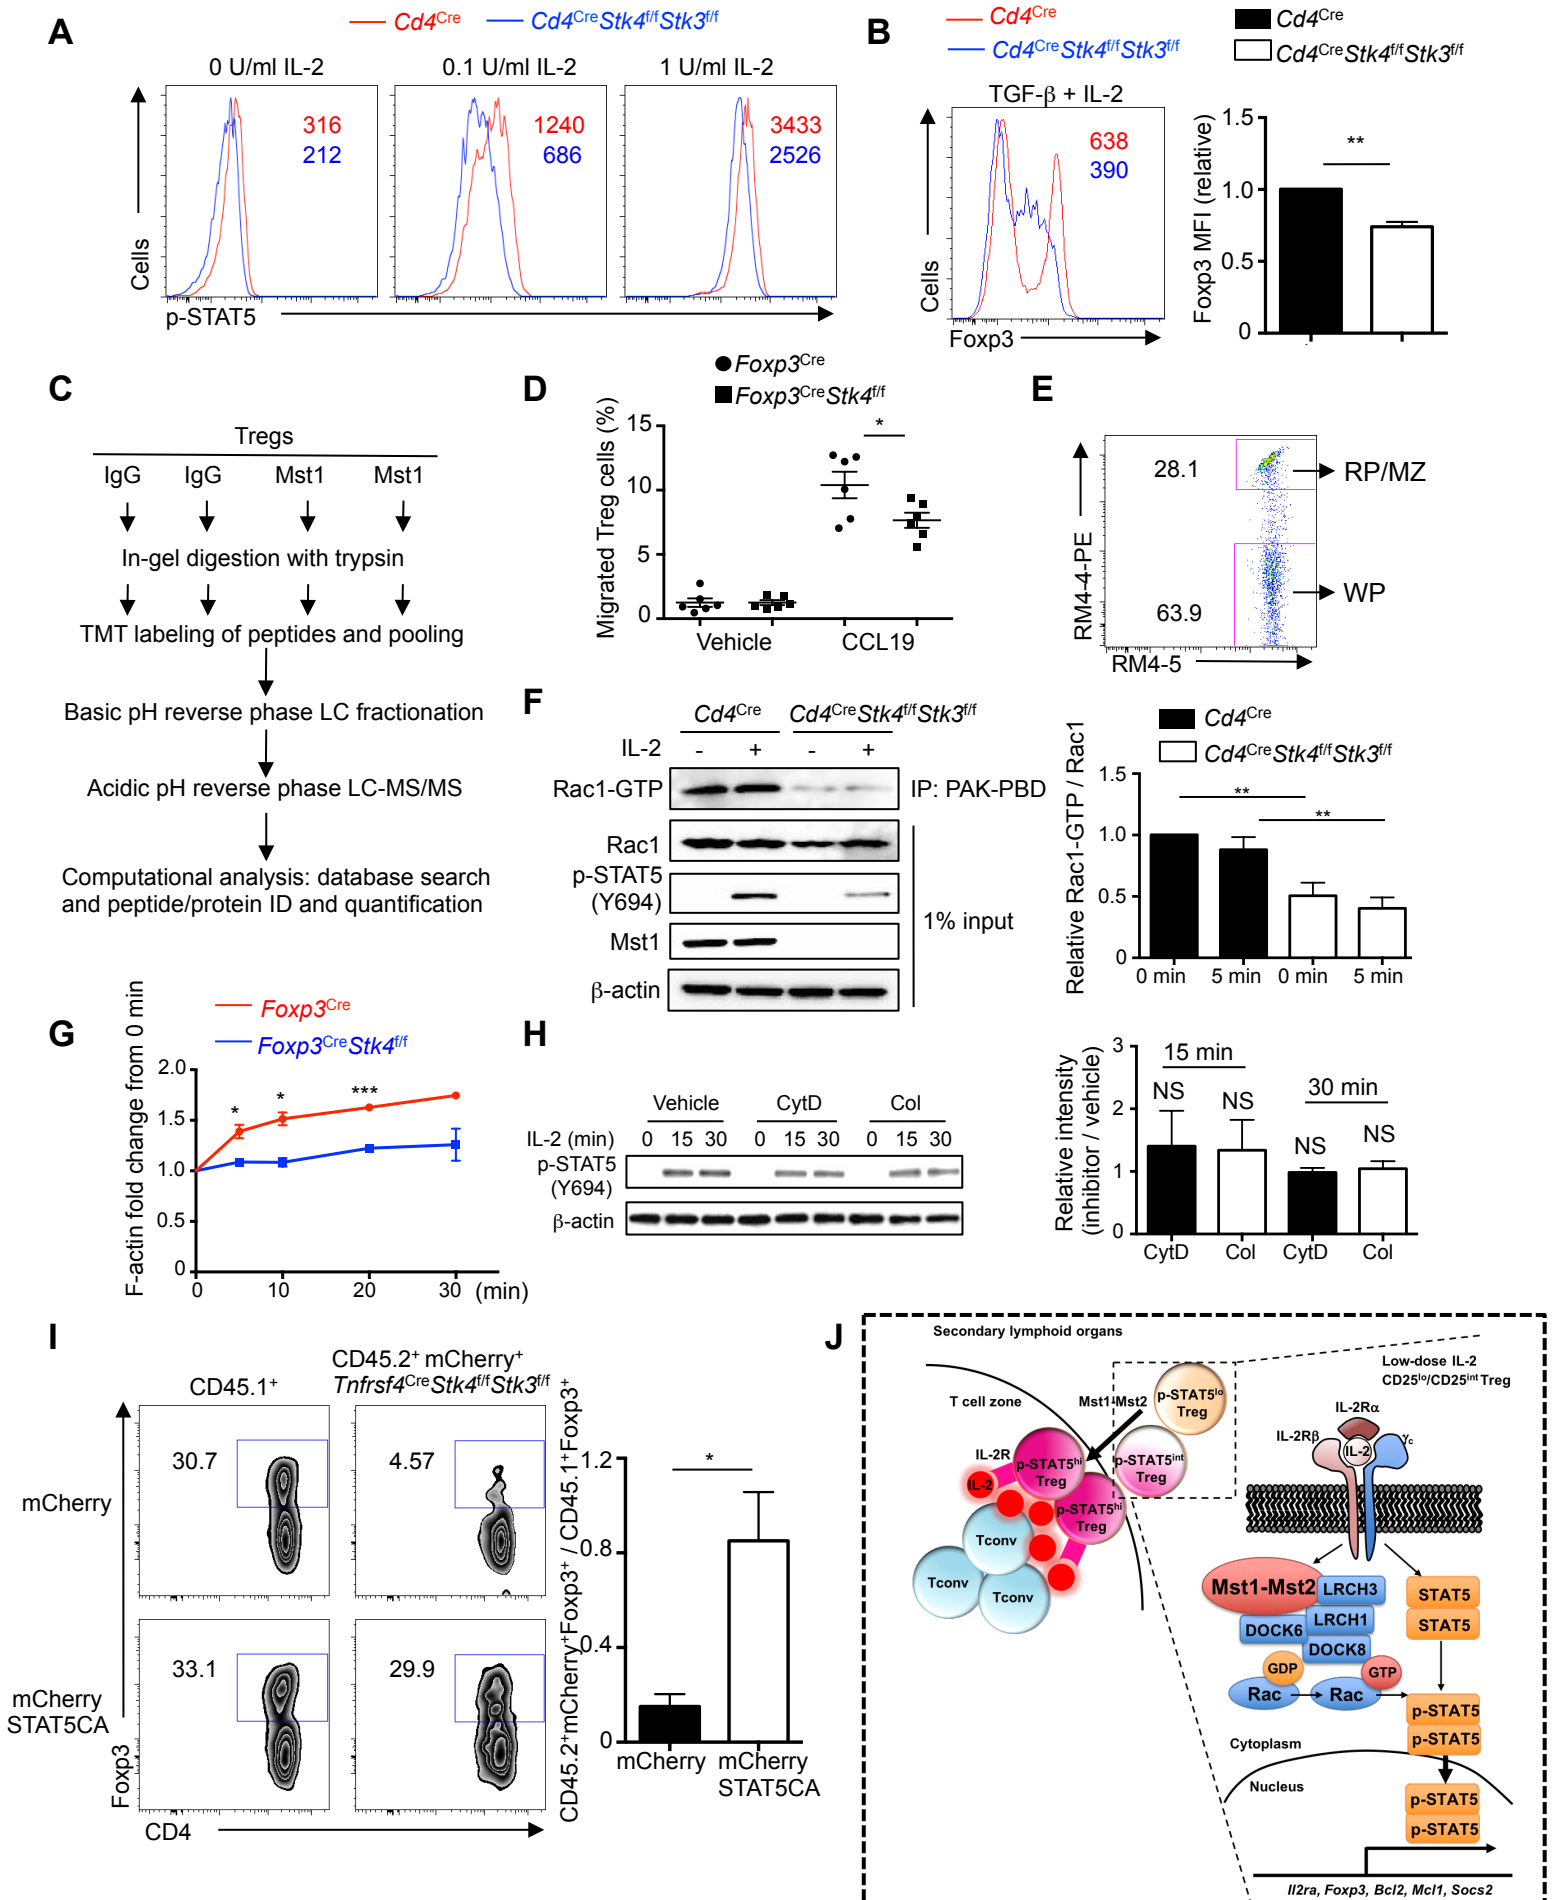 A
Cd4Cre
Cd4CreStk4f/fStk3f/f
0 U/ml IL-2
0.1 U/ml IL-2
1 U/ml IL-2
316
212
1240
686
3433
2526
Cells
p-STAT5
B
Cd4Cre
Cd4CreStk4f/fStk3f/f
Cd4Cre
Cd4CreStk4f/fStk3f/f
TGF-β + IL-2
638
390
Cells
Foxp3
Foxp3 MFI (relative)
1.5
1.0
0.5
0
**
C
Tregs
IgG IgG Mst1 Mst1
In-gel digestion with trypsin
TMT labeling of peptides and pooling
Basic pH reverse phase LC fractionation
Acidic pH reverse phase LC-MS/MS
Computational analysis: database search
and peptide/protein ID and quantification
D
Foxp3Cre
Foxp3CreStk4f/f
Migrated Treg cells (%)
15
10
5
0
*
Vehicle CCL19
E
RM4-4-PE
28.1
RP/MZ
63.9
WP
RM4-5
F
Cd4Cre Cd4CreStk4f/fStk3f/f
IL-2 - + - +
Rac1-GTP
IP: PAK-PBD
Rac1
p-STAT5
(Y694)
Mst1
β-actin
1% input
Cd4Cre
Cd4CreStk4f/fStk3f/f
Relative Rac1-GTP / Rac1
1.5
1.0
0.5
0
**
**
0 min 5 min 0 min 5 min
G
Foxp3Cre
Foxp3CreStk4f/f
F-actin fold change from 0 min
2.0
1.5
1.0
0.5
0
* * ***
0 10 20 30 (min)
H
Vehicle CytD Col
IL-2 (min) 0 15 30 0 15 30 0 15 30
p-STAT5
(Y694)
β-actin
Relative intensity
(inhibitor / vehicle)
3
2
1
0
15 min
30 min
NS NS NS NS
CytD Col CytD Col
I
CD45.1+
CD45.2+ mCherry+
Tnfrsf4CreStk4f/fStk3f/f
mCherry
30.7
4.57
mCherry
STAT5CA
33.1
29.9
Foxp3
CD4
CD45.2+mCherry+Foxp3+ / CD45.1+Foxp3+
1.2
0.8
0.4
0
*
mCherry
mCherry
STAT5CA
J
Secondary lymphoid organs
T cell zone
Mst1-Mst2
p-STAT5lo
Treg
p-STAT5int
Treg
IL-2R
p-STAT5hi
Treg
p-STAT5hi
Treg
IL-2
Tconv
Tconv
Tconv
Low-dose IL-2
CD25lo/CD25int Treg
IL-2Rα
IL-2Rβ
IL-2
γc
Mst1-Mst2
LRCH3
LRCH1
DOCK6
DOCK8
GDP
GTP
Rac
Rac
STAT5
STAT5
p-STAT5
p-STAT5
Cytoplasm
Nucleus
p-STAT5
p-STAT5
Il2ra, Foxp3, Bcl2, Mcl1, Socs2